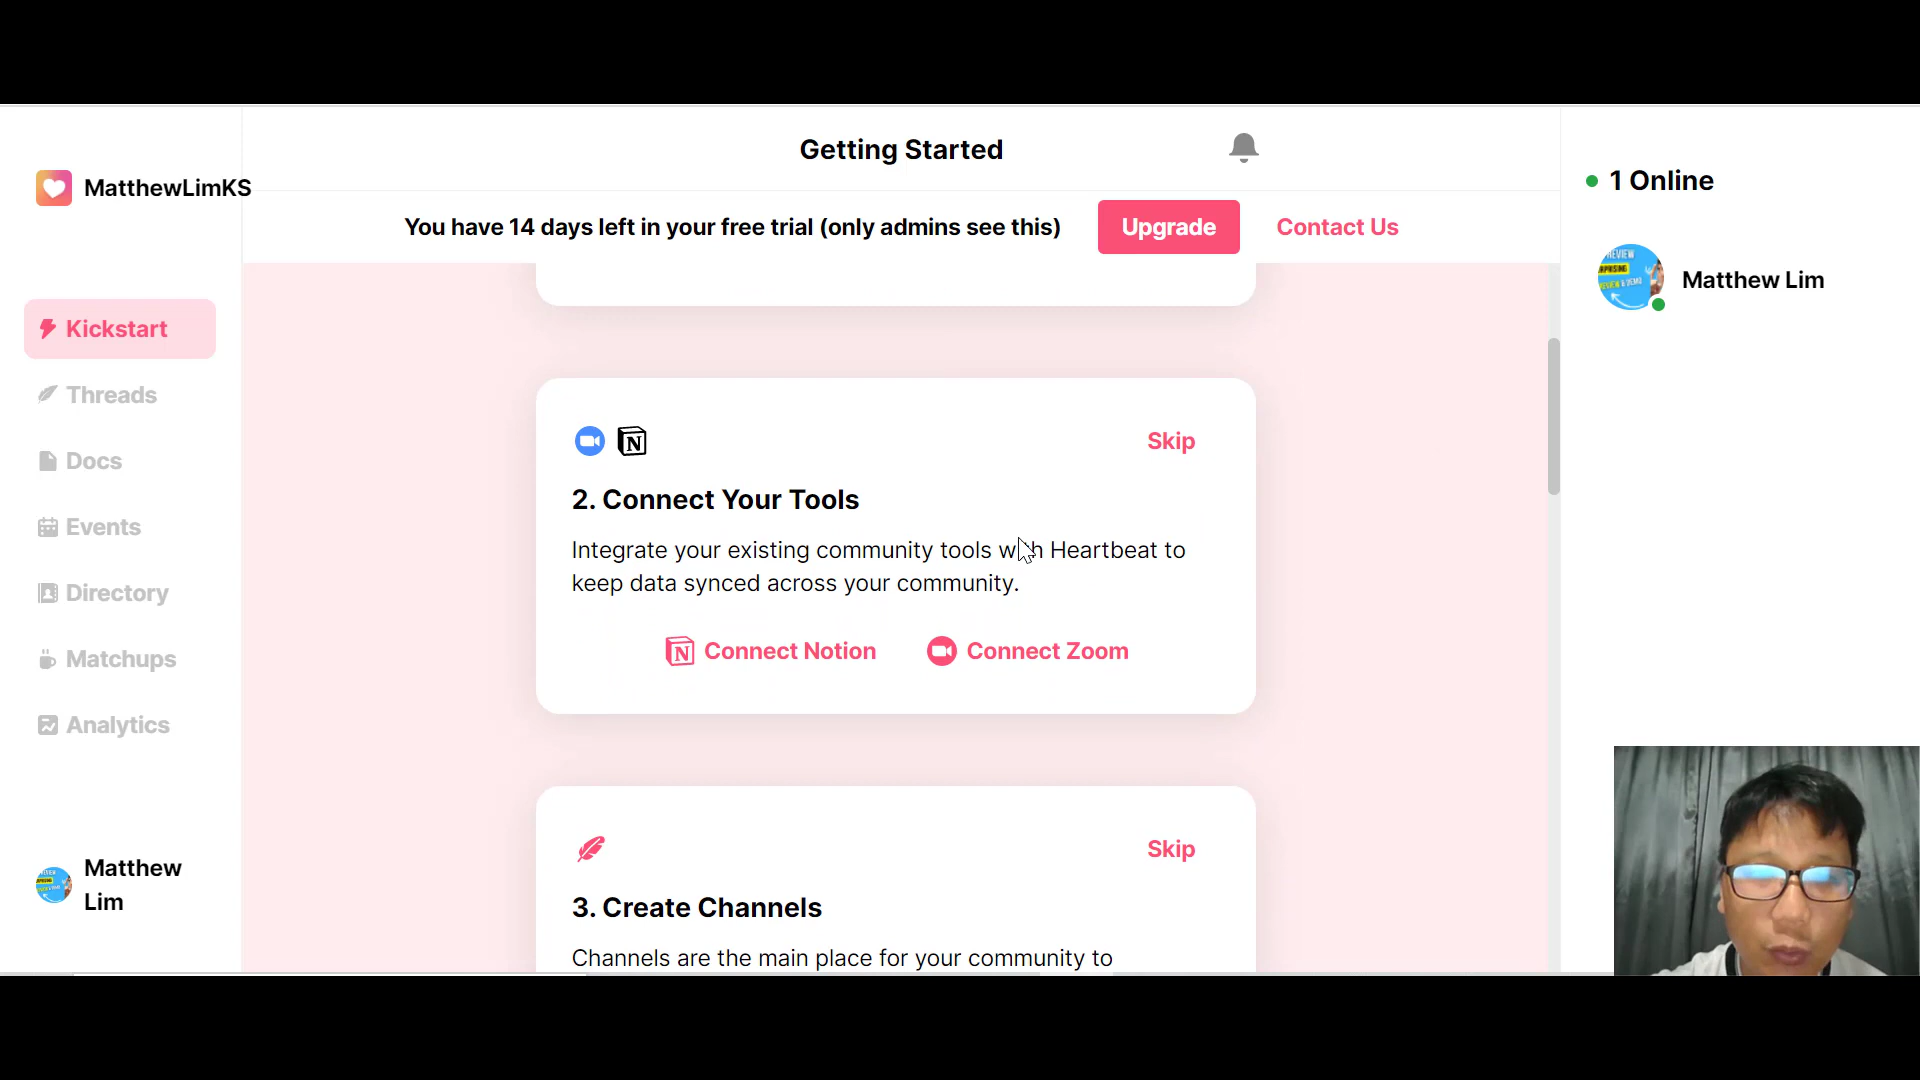 Getting Started
MatthewLimKS
You have 14 days left in your free trial (only admins see this)
Upgrade
Contact Us
1 Online
Matthew Lim
Kickstart
Threads
Docs
Events
Directory
Matchups
Analytics
Matthew
Lim
Skip
2. Connect Your Tools
Integrate your existing community tools with Heartbeat to
keep data synced across your community.
Connect Notion
Connect Zoom
Skip
3. Create Channels
Channels are the main place for your community to